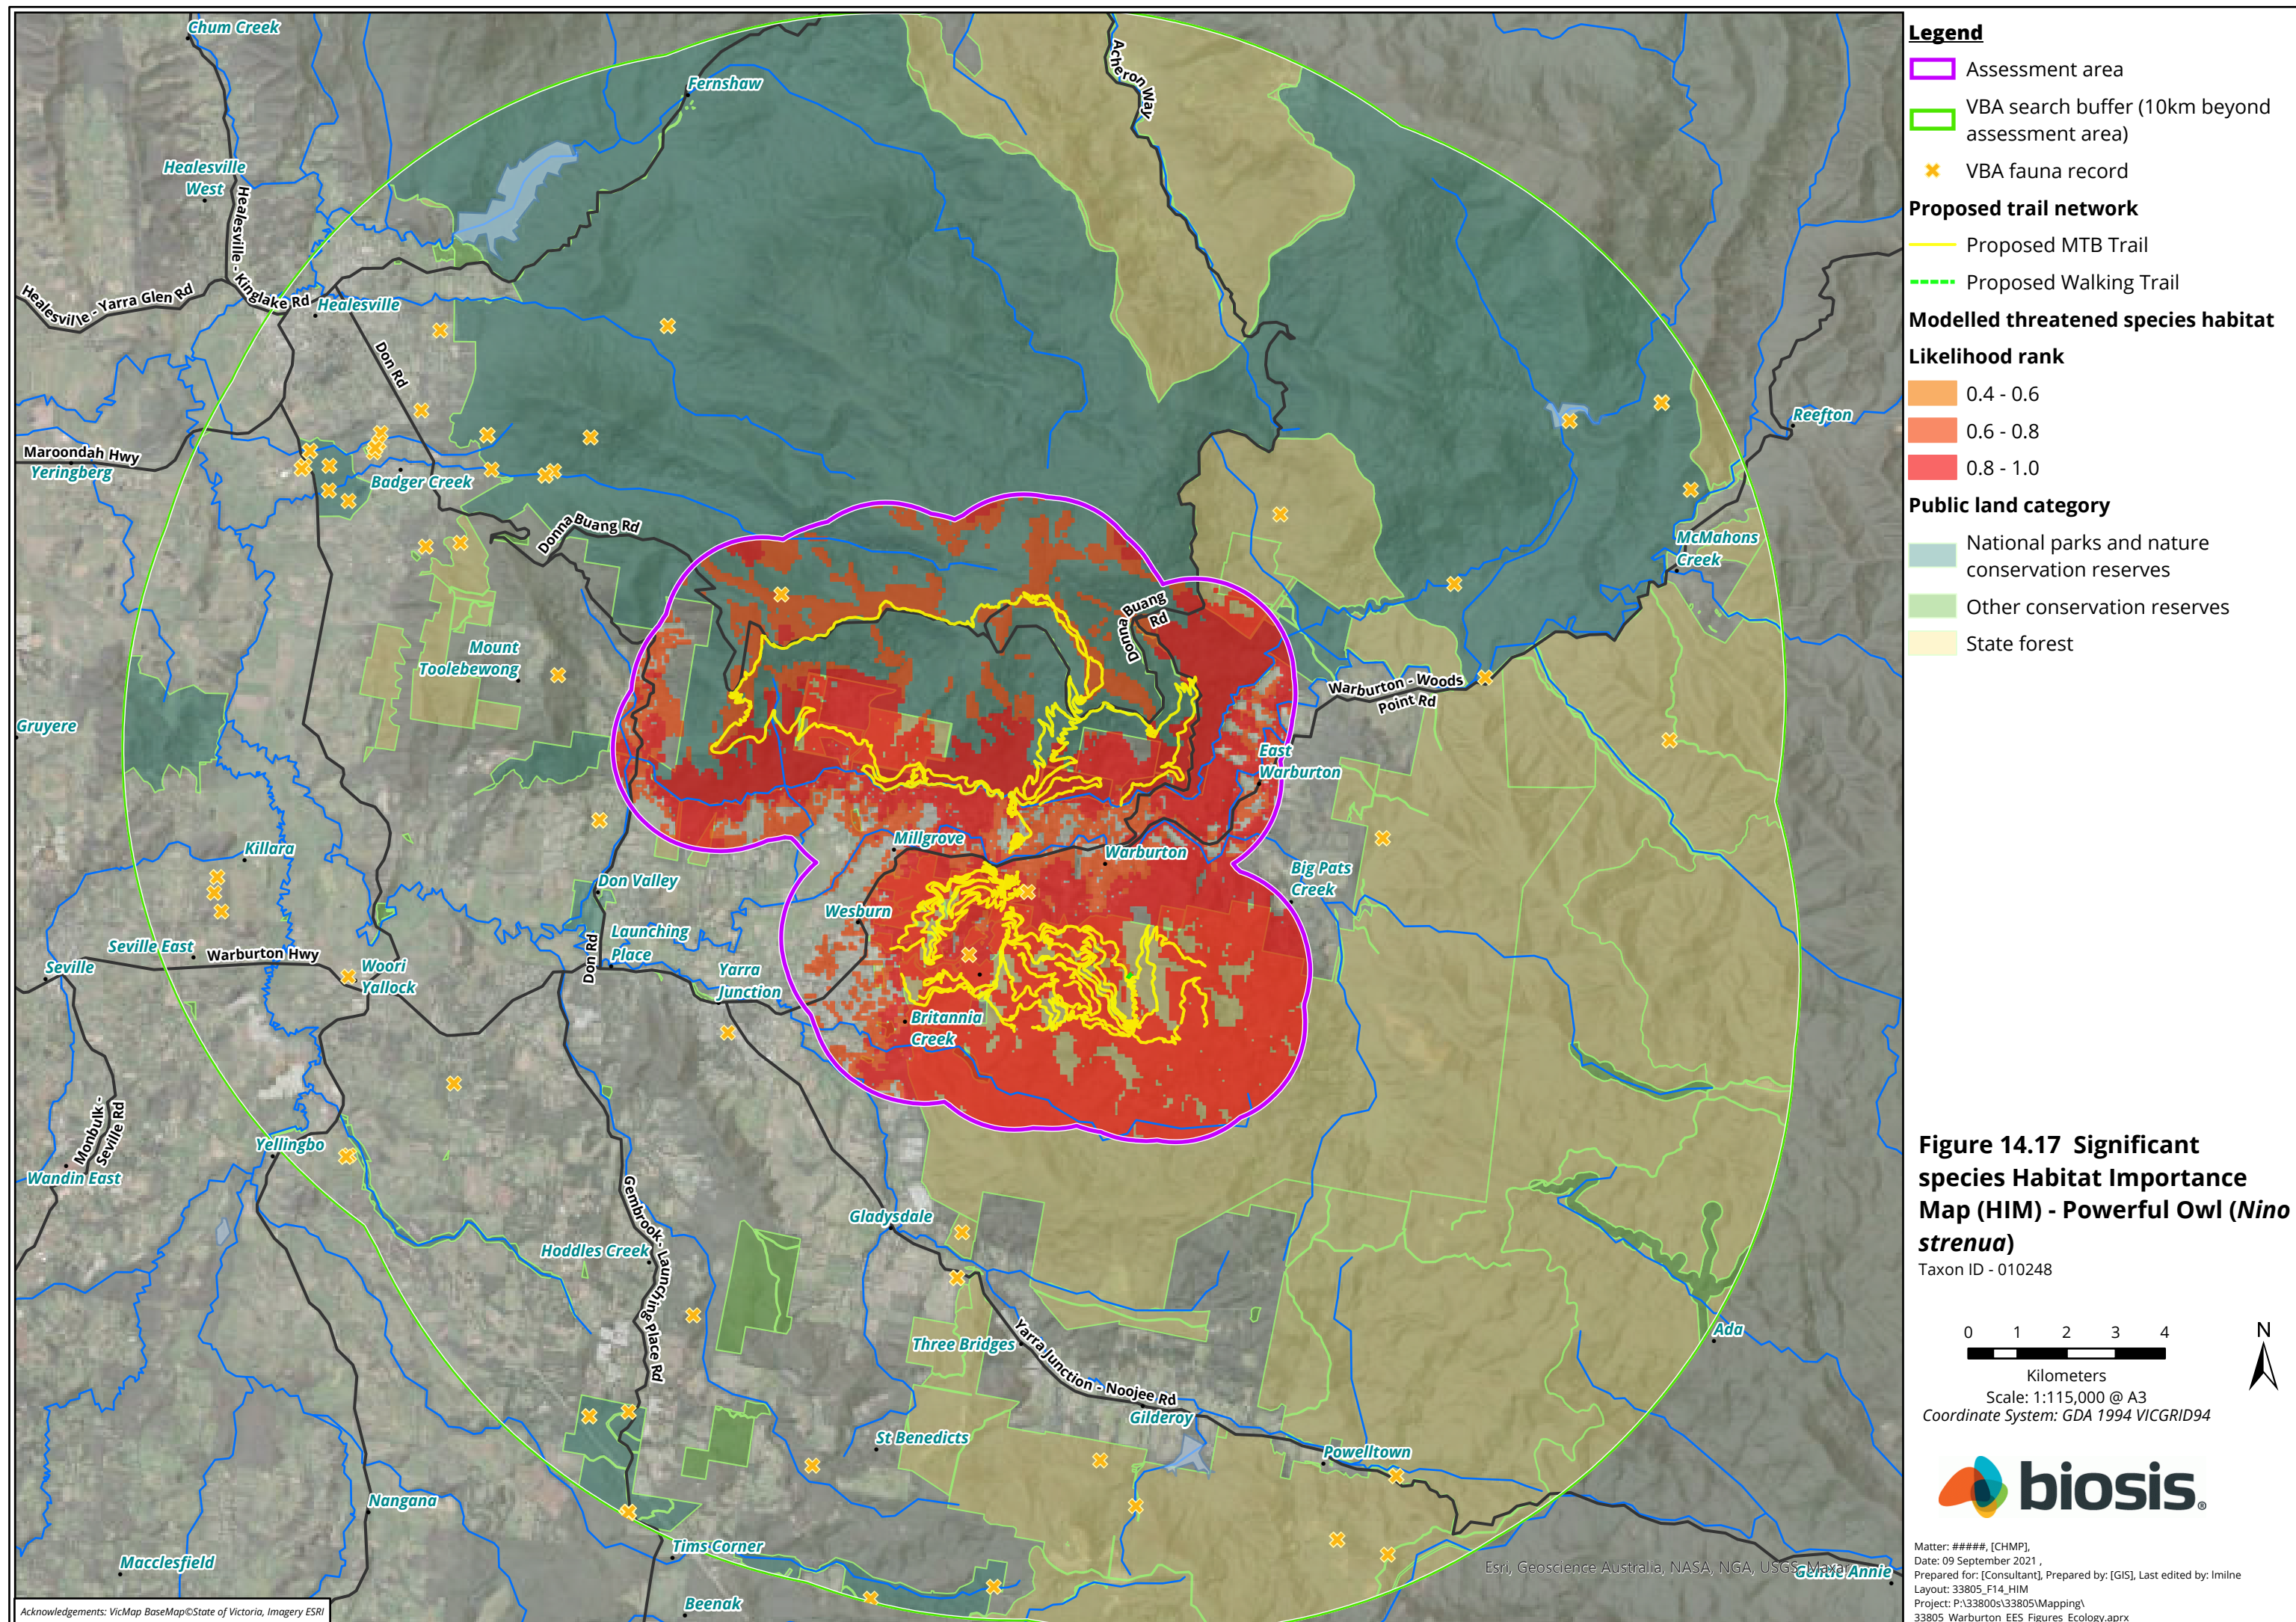 Chum Creek
Fernshaw
Acheron Way
Healesville
West
Healesville - Kinglake Rd
Healesville - Yarra Glen Rd
Healesville
Don Rd
Maroondah Hwy
Yeringberg
Badger Creek
Reefton
Donna Buang Rd
McMahons
Creek
Donna
Buang
Rd
Mount
Toolebewong
Gruyere
Warburton - Woods
Point Rd
East
Warburton
Killara
Millgrove
Warburton
Big Pats
Creek
Don Valley
Wesburn
Seville East
Warburton Hwy
Seville
Woori
Yallock
Don Rd
Launching
Place
Yarra
Junction
Britannia
Creek
Monbulk -
Seville Rd
Yellingbo
Wandin East
Gladysdale
Hoddles Creek
Gembrook - Launching Place Rd
Three Bridges
Yarra Junction - Noojee Rd
Ada
Gilderoy
St Benedicts
Powelltown
Nangana
Tims Corner
Macclesfield
Beenak
Gentle Annie
Esri, Geoscience Australia, NASA, NGA, USGS, Maxar
Acknowledgements: VicMap BaseMap©State of Victoria, Imagery ESRI
Legend
Assessment area
VBA search buffer (10km beyond
assessment area)
VBA fauna record
Proposed trail network
Proposed MTB Trail
Proposed Walking Trail
Modelled threatened species habitat
Likelihood rank
0.4 - 0.6
0.6 - 0.8
0.8 - 1.0
Public land category
National parks and nature
conservation reserves
Other conservation reserves
State forest
Figure 14.17 Significant
species Habitat Importance
Map (HIM) - Powerful Owl (Nino
strenua)
Taxon ID - 010248
0 1 2 3 4
N
Kilometers
Scale: 1:115,000 @ A3
Coordinate System: GDA 1994 VICGRID94
biosis®
Matter: #####, [CHMP],
Date: 09 September 2021 ,
Prepared for: [Consultant], Prepared by: [GIS], Last edited by: lmilne
Layout: 33805_F14_HIM
Project: P:\33800s\33805\Mapping\
33805_Warburton_EES_Figures_Ecology.aprx